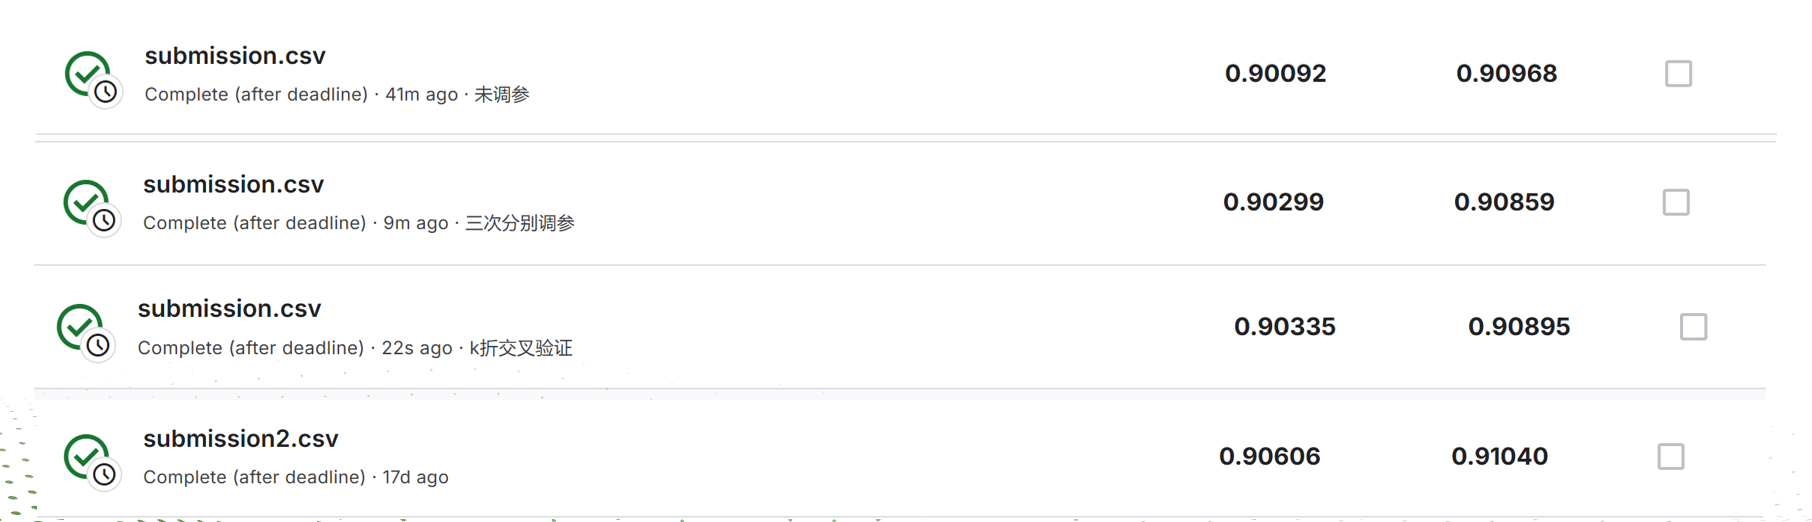 submission.csv
Complete (after deadline) · 41m ago · 未调参
0.90092 0.90968
submission.csv
Complete (after deadline) · 9m ago · 三次分别调参
0.90299 0.90859
submission.csv
Complete (after deadline) · 22s ago · k折交叉验证
0.90335 0.90895
submission2.csv
Complete (after deadline) · 17d ago
0.90606 0.91040